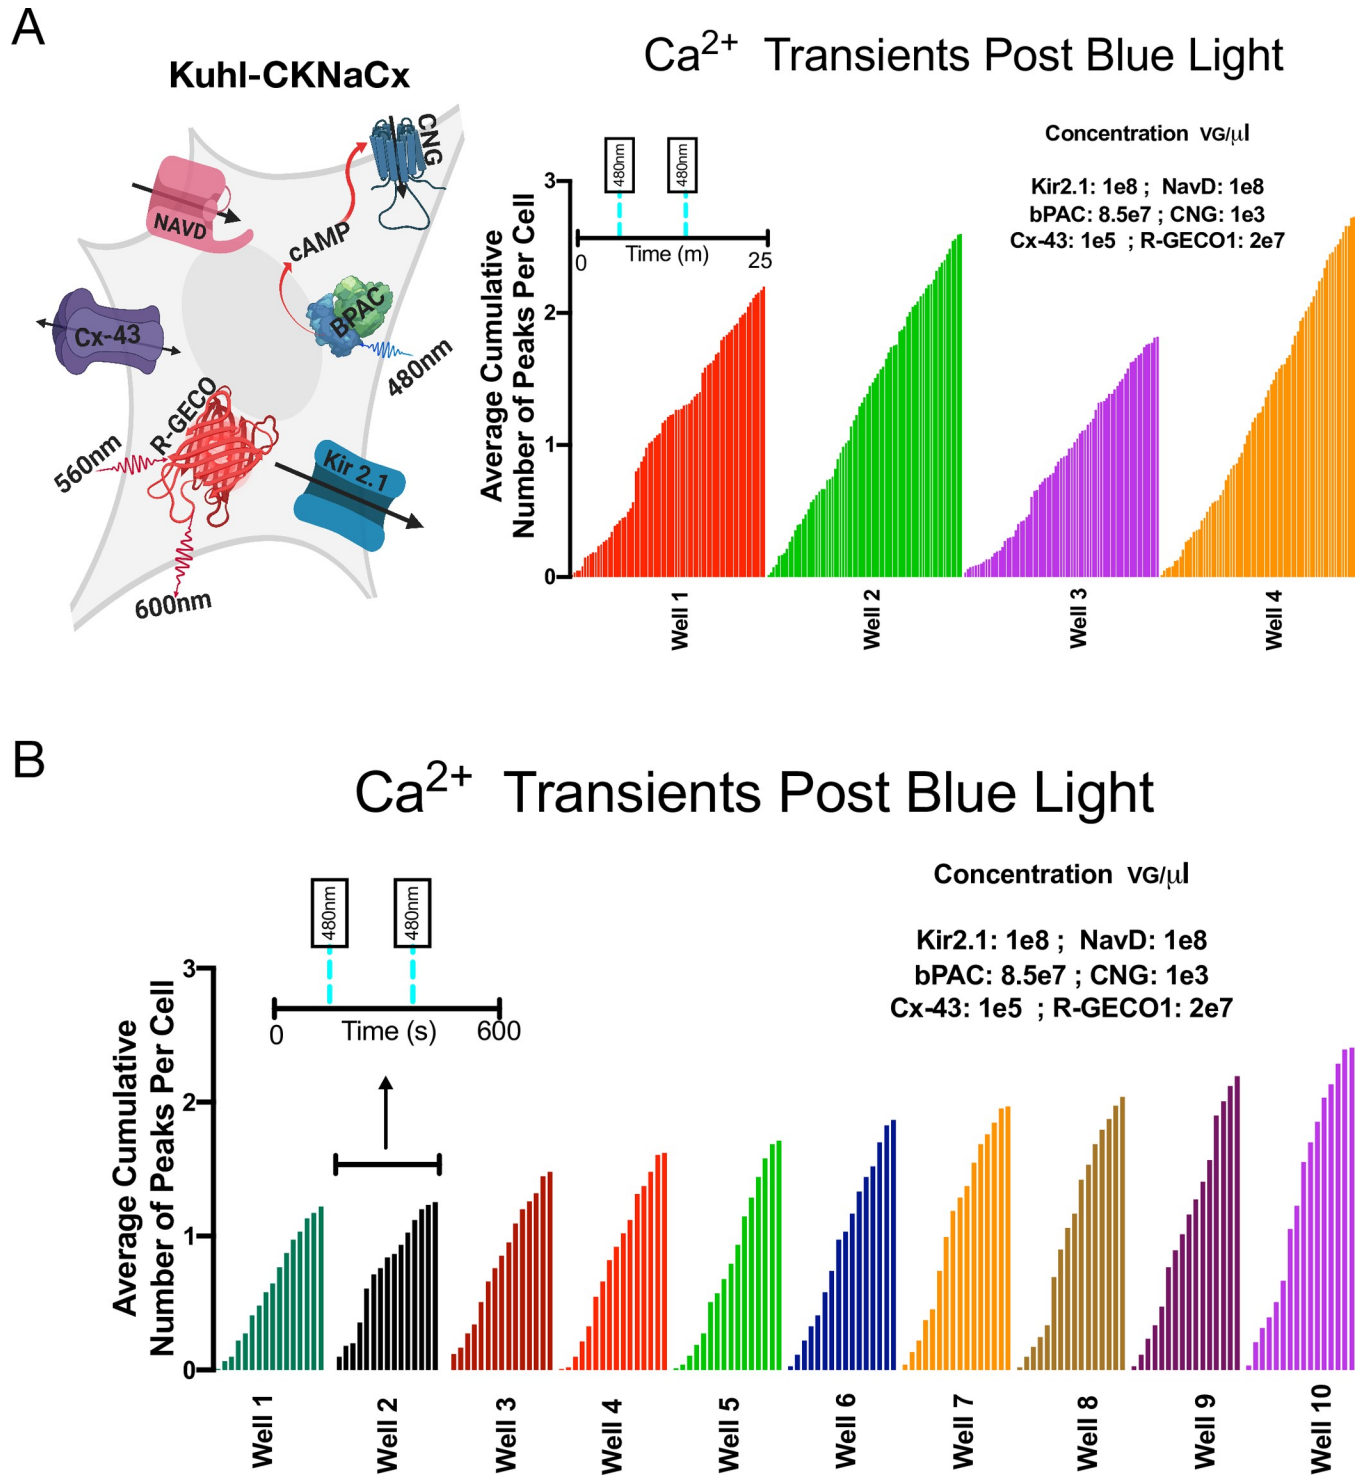 A
Kuhl-CKNaCx
CNG
NAVD
cAMP
BPAC
Cx-43
480nm
R-GECO
560nm
Kir 2.1
600nm
Ca2+ Transients Post Blue Light
Concentration VG/µl
Kir2.1: 1e8 ; NavD: 1e8
bPAC: 8.5e7 ; CNG: 1e3
Cx-43: 1e5 ; R-GECO1: 2e7
480nm
480nm
0
Time (m)
25
Average Cumulative
Number of Peaks Per Cell
3
2
1
0
Well 1
Well 2
Well 3
Well 4
B
Ca2+ Transients Post Blue Light
Concentration VG/µl
Kir2.1: 1e8 ; NavD: 1e8
bPAC: 8.5e7 ; CNG: 1e3
Cx-43: 1e5 ; R-GECO1: 2e7
480nm
480nm
0
Time (s)
600
Average Cumulative
Number of Peaks Per Cell
3
2
1
0
Well 1
Well 2
Well 3
Well 4
Well 5
Well 6
Well 7
Well 8
Well 9
Well 10